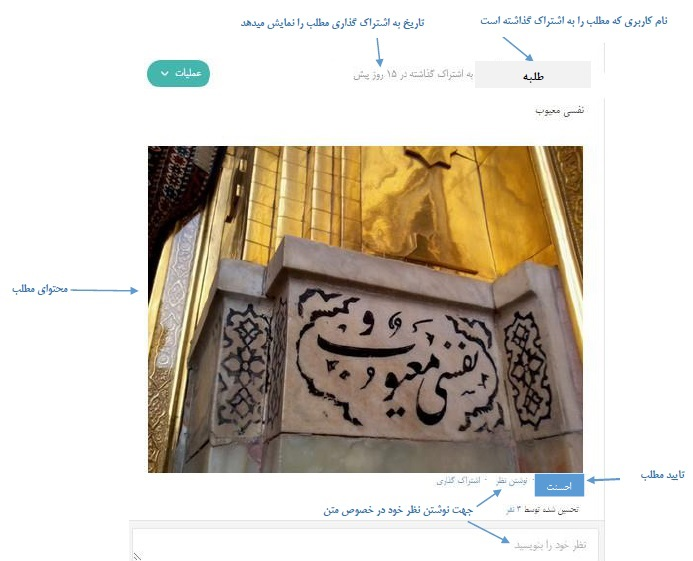 نام کاربری که مطلب را به اشتراک گذاشته است
تاریخ به اشتراک گذاری مطلب را نمایش میدهد
طلبه
به اشتراک گذاشته در ۱۵ روز پیش
عملیات
نفسی معیوب
محتوای مطلب
و
نفسی معیوب
تایید مطلب
احسنت
· نوشتن نظر · اشتراک گذاری
تحسین شده توسط ۳ نفر
جهت نوشتن نظر خود در خصوص متن
نظر خود را بنویسید